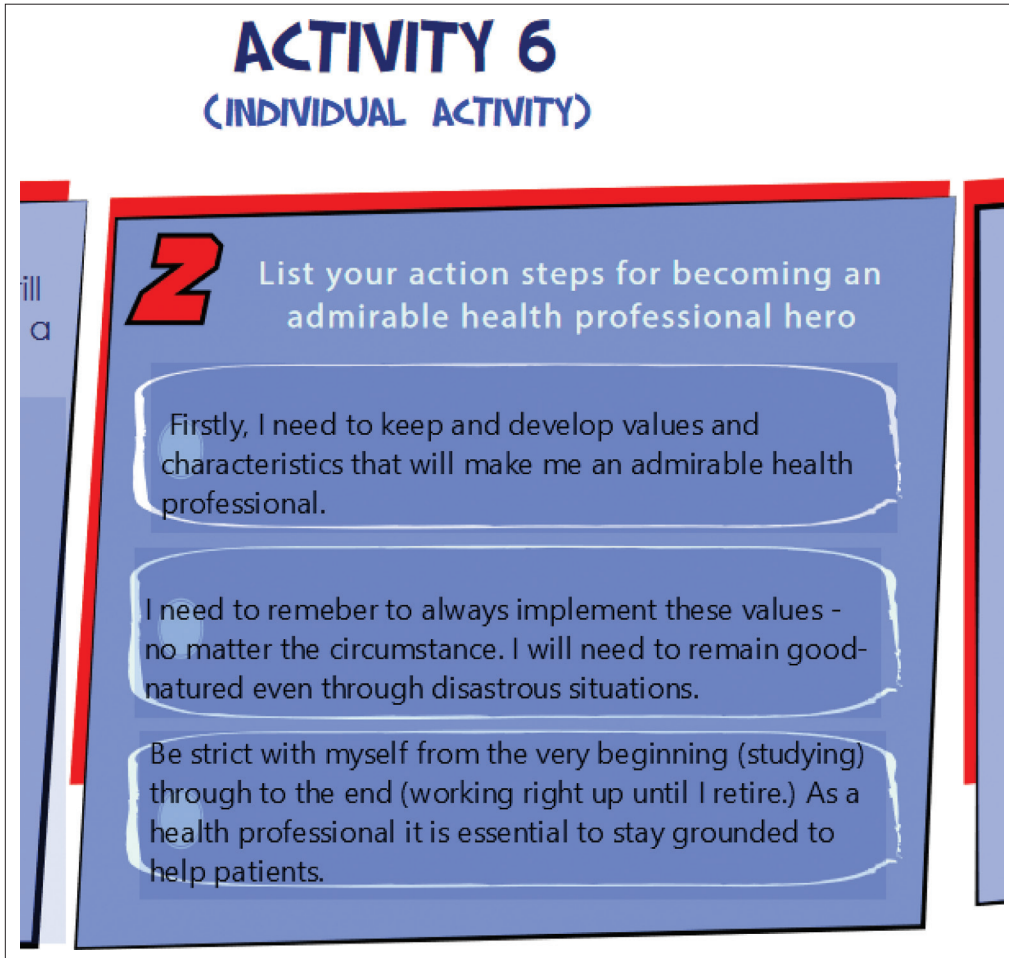 ACTIVITY 6
(INDIVIDUAL ACTIVITY)
ill
a
2
List your action steps for becoming an
admirable health professional hero
Firstly, I need to keep and develop values and
characteristics that will make me an admirable health
professional.
I need to remeber to always implement these values -
no matter the circumstance. I will need to remain good-
natured even through disastrous situations.
Be strict with myself from the very beginning (studying)
through to the end (working right up until I retire.) As a
health professional it is essential to stay grounded to
help patients.